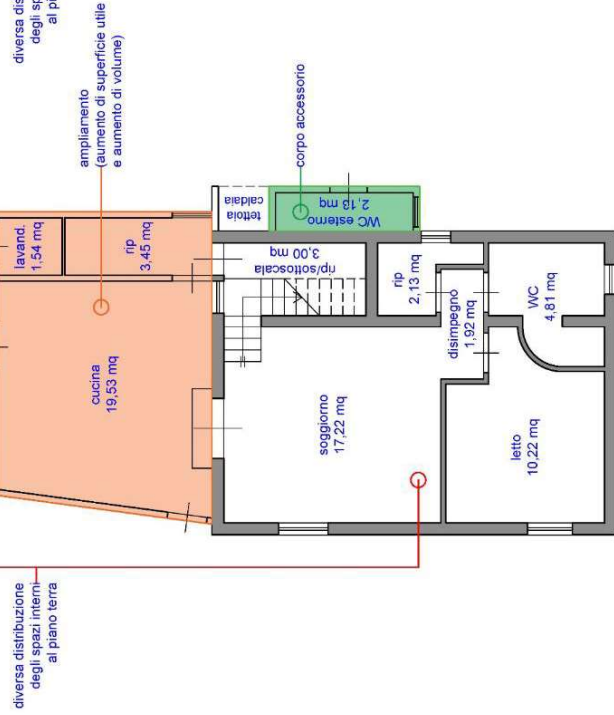 diversa dis
degli sp
al pi
ampliamento
(aumento di superficie utile
e aumento di volume)
corpo accessorio
lavand.
1,54 mq
rip
3,45 mq
tettoia
caldaia
WC esterno
2,13 mq
cucina
19,53 mq
rip/sottoscala
3,00 mq
rip
2,13 mq
disimpegno
1,92 mq
WC
4,81 mq
soggiorno
17,22 mq
letto
10,22 mq
diversa distribuzione
degli spazi interni
al piano terra